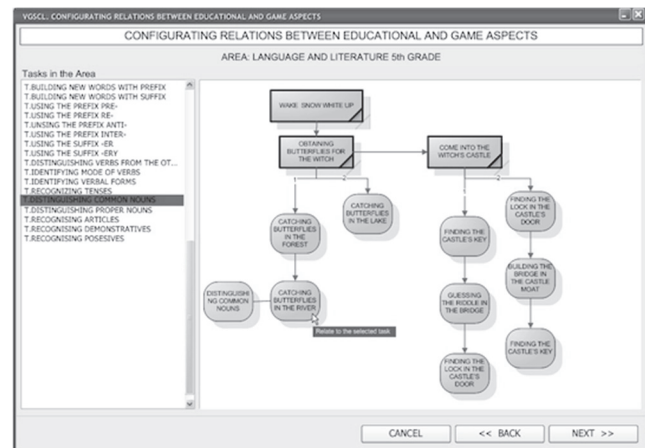 VGSCL: CONFIGURATING RELATIONS BETWEEN EDUCATIONAL AND GAME ASPECTS
CONFIGURATING RELATIONS BETWEEN EDUCATIONAL AND GAME ASPECTS
AREA: LANGUAGE AND LITERATURE 5th GRADE
Tasks in the Area
T.BUILDING NEW WORDS WITH PREFIX
T.BUILDING NEW WORDS WITH SUFFIX
T.USING THE PREFIX PRE-
T.USING THE PREFIX RE-
T.UNSING THE PREFIX ANTI-
T.USING THE PREFIX INTER-
T.USING THE SUFFIX -ER
T.USING THE SUFFIX -ERY
T.DISTINGUISHING VERBS FROM THE OT...
T.IDENTIFYING MODE OF VERBS
T.IDENTIFYING VERBAL FORMS
T.RECOGNIZING TENSES
T.DISTINGUISHING COMMON NOUNS
T.DISTINGUISHING PROPER NOUNS
T.RECOGNISING ARTICLES
T.RECOGNISING DEMONSTRATIVES
T.RECOGNISING POSESIVES
WAKE SNOW WHITE UP
OBTAINING
BUTTERFLIES FOR
THE WITCH
COME INTO THE
WITCH'S CASTLE
CATCHING
BUTTERFLIES
IN THE
FOREST
CATCHING
BUTTERFLIES
IN THE LAKE
FINDING THE
CASTLE'S KEY
FINDING THE
LOCK IN THE
CASTLE'S
DOOR
DISTINGUISHI
NG COMMON
NOUNS
CATCHING
BUTTERFLIES
IN THE RIVER
Relate to the selected task
GUESSING
THE RIDDLE IN
THE BRIDGE
BUILDING THE
BRIDGE IN
THE CASTLE
MOAT
FINDING THE
LOCK IN THE
CASTLE'S
DOOR
FINDING THE
CASTLE'S KEY
CANCEL
<< BACK
NEXT >>